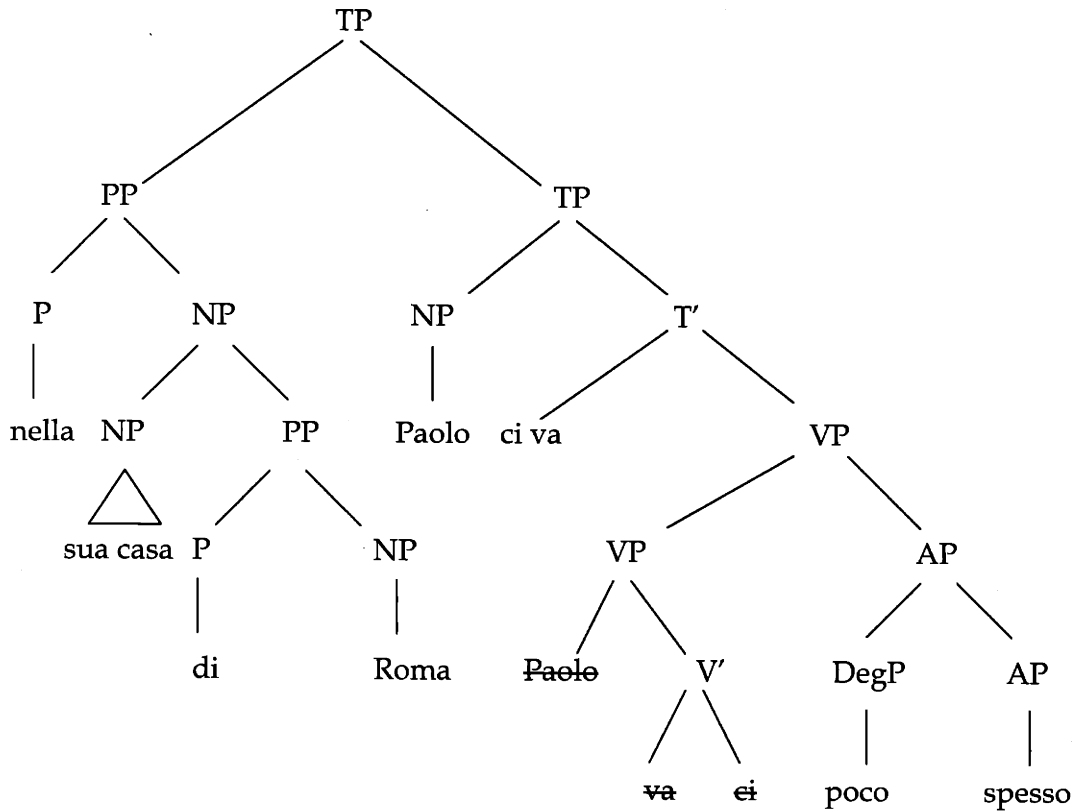 TP
PP TP
P NP NP T′
nella NP PP Paolo ci va VP
sua casa P NP VP AP
di Roma ~~Paolo~~ V′ DegP AP
~~va~~ ~~ci~~ poco spesso